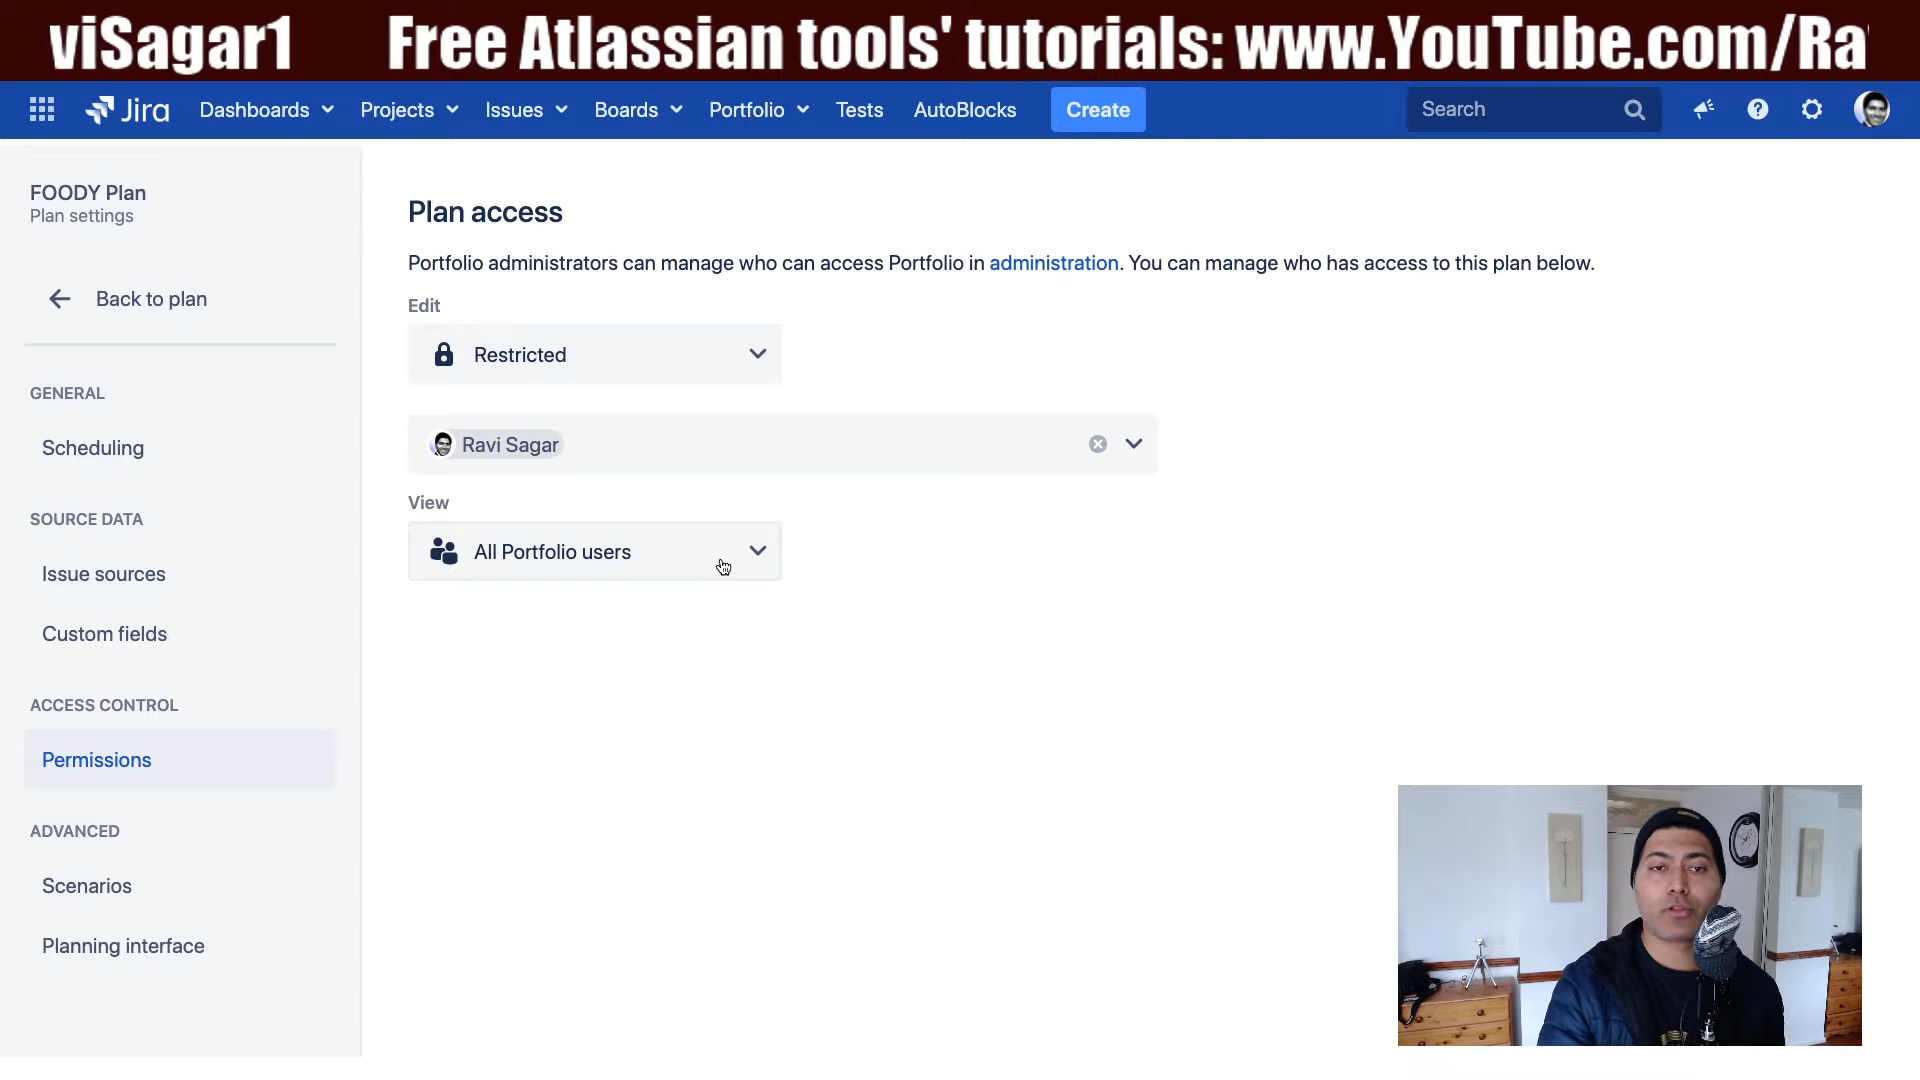 viSagar1 Free Atlassian tools' tutorials: www.YouTube.com/Ra
Jira Dashboards Projects Issues Boards Portfolio Tests AutoBlocks Create Search
FOODY Plan
Plan settings
Back to plan
GENERAL
Scheduling
SOURCE DATA
Issue sources
Custom fields
ACCESS CONTROL
Permissions
ADVANCED
Scenarios
Planning interface
Plan access
Portfolio administrators can manage who can access Portfolio in administration. You can manage who has access to this plan below.
Edit
Restricted
Ravi Sagar
View
All Portfolio users